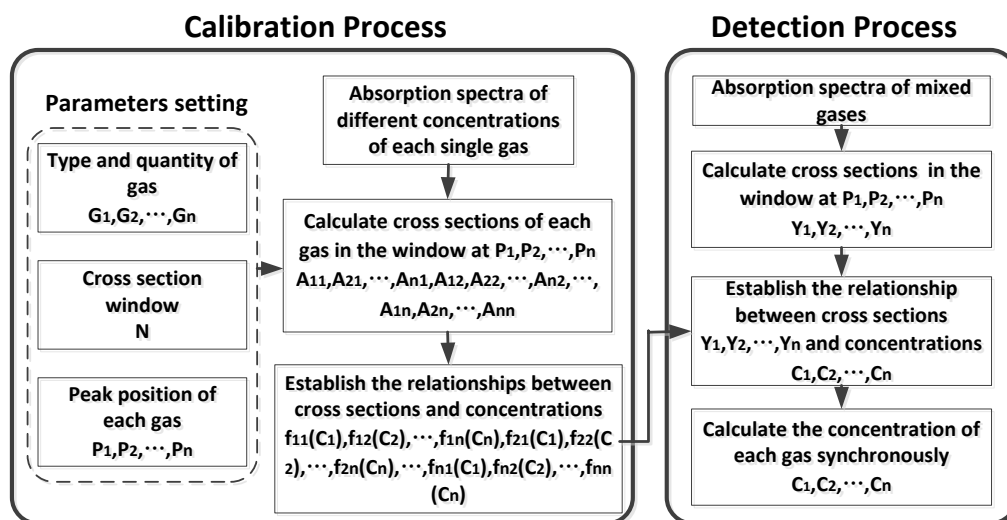 Calibration Process
Parameters setting
Type and quantity of
gas
G1,G2,⋯,Gn
Cross section
window
N
Peak position of
each gas
P1,P2,⋯,Pn
Absorption spectra of
different concentrations
of each single gas
Calculate cross sections of each
gas in the window at P1,P2,⋯,Pn
A11,A21,⋯,An1,A12,A22,⋯,An2,⋯,
A1n,A2n,⋯,Ann
Establish the relationships between
cross sections and concentrations
f11(C1),f12(C2),⋯,f1n(Cn),f21(C1),f22(C
2),⋯,f2n(Cn),⋯,fn1(C1),fn2(C2),⋯,fnn
(Cn)
Detection Process
Absorption spectra of mixed
gases
Calculate cross sections in the
window at P1,P2,⋯,Pn
Y1,Y2,⋯,Yn
Establish the relationship
between cross sections
Y1,Y2,⋯,Yn and concentrations
C1,C2,⋯,Cn
Calculate the concentration of
each gas synchronously
C1,C2,⋯,Cn